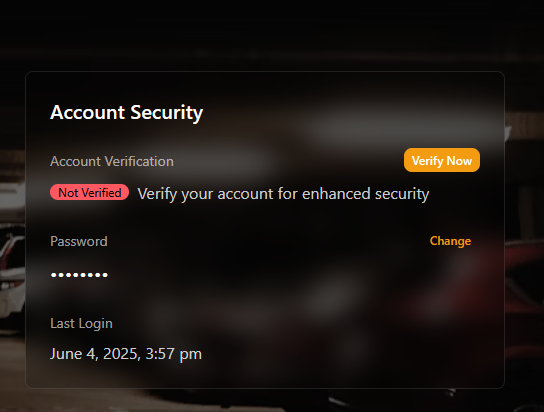 Account Security
Account Verification
Verify Now
Not Verified Verify your account for enhanced security
Password
Change
••••••••
Last Login
June 4, 2025, 3:57 pm